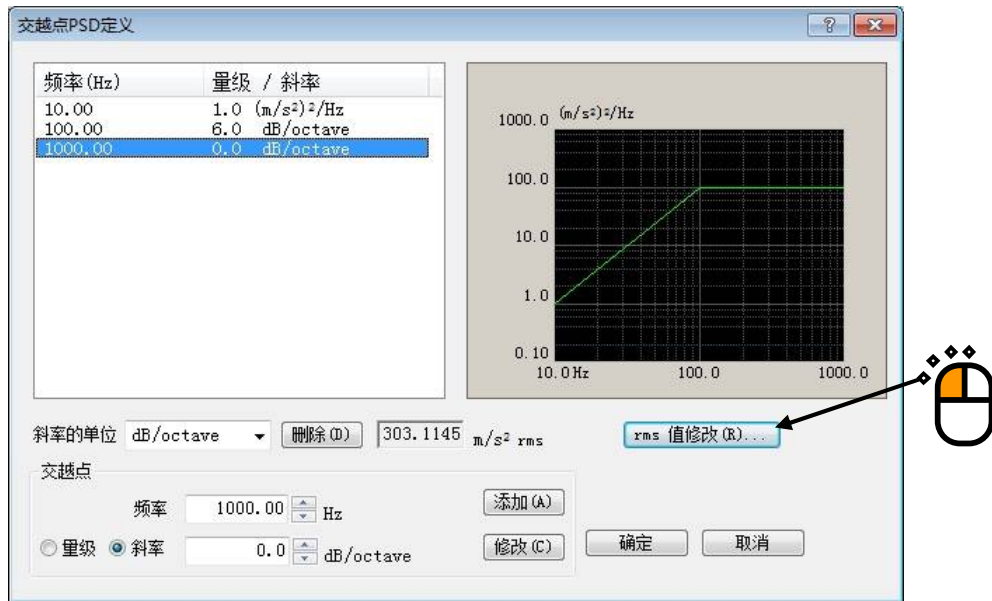 交越点PSD定义
频率(Hz) 量级 / 斜率
10.00 1.0 (m/s²)²/Hz
100.00 6.0 dB/octave
1000.00 0.0 dB/octave
(m/s²)²/Hz
1000.0
100.0
10.0
1.0
0.10
10.0Hz 100.0 1000.0
斜率的单位 dB/octave 删除(D) 303.1145 m/s² rms rms 值修改(R)...
交越点
频率 1000.00 Hz 添加(A)
量级 斜率 0.0 dB/octave 修改(C) 确定 取消